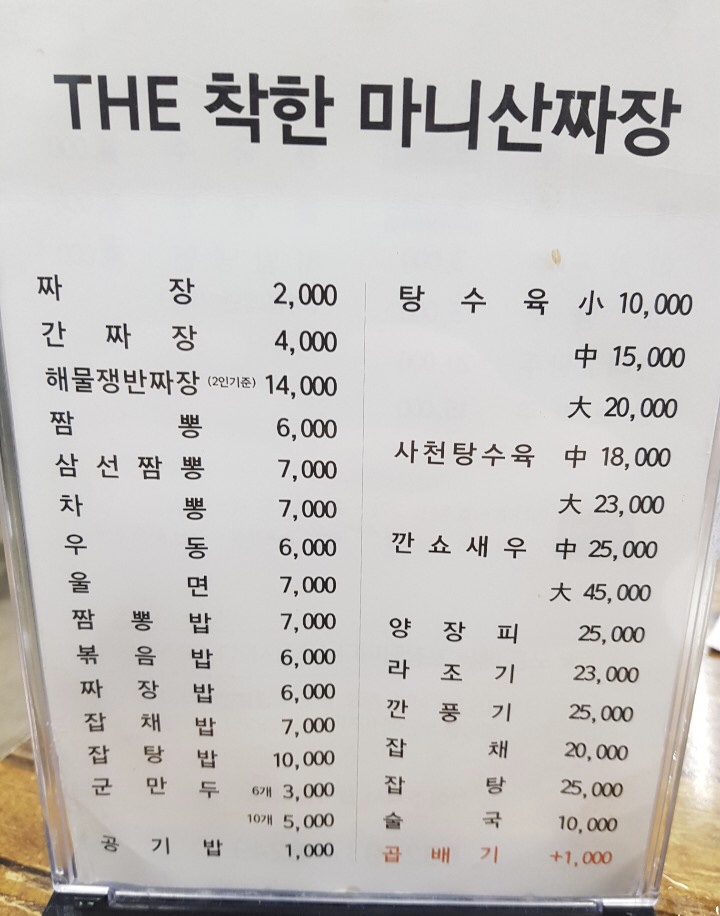 THE 착한 마니산짜장
짜 장 2,000
간 짜 장 4,000
해물쟁반짜장 (2인기준) 14,000
짬 뽕 6,000
삼 선 짬 뽕 7,000
차 뽕 7,000
우 동 6,000
울 면 7,000
짬 뽕 밥 7,000
볶 음 밥 6,000
짜 장 밥 6,000
잡 채 밥 7,000
잡 탕 밥 10,000
군 만 두 6개 3,000
10개 5,000
공 기 밥 1,000
탕 수 육 小 10,000
中 15,000
大 20,000
사천탕수육 中 18,000
大 23,000
깐 쇼 새 우 中 25,000
大 45,000
양 장 피 25,000
라 조 기 23,000
깐 풍 기 25,000
잡 채 20,000
잡 탕 25,000
술 국 10,000
곱 배 기 +1,000